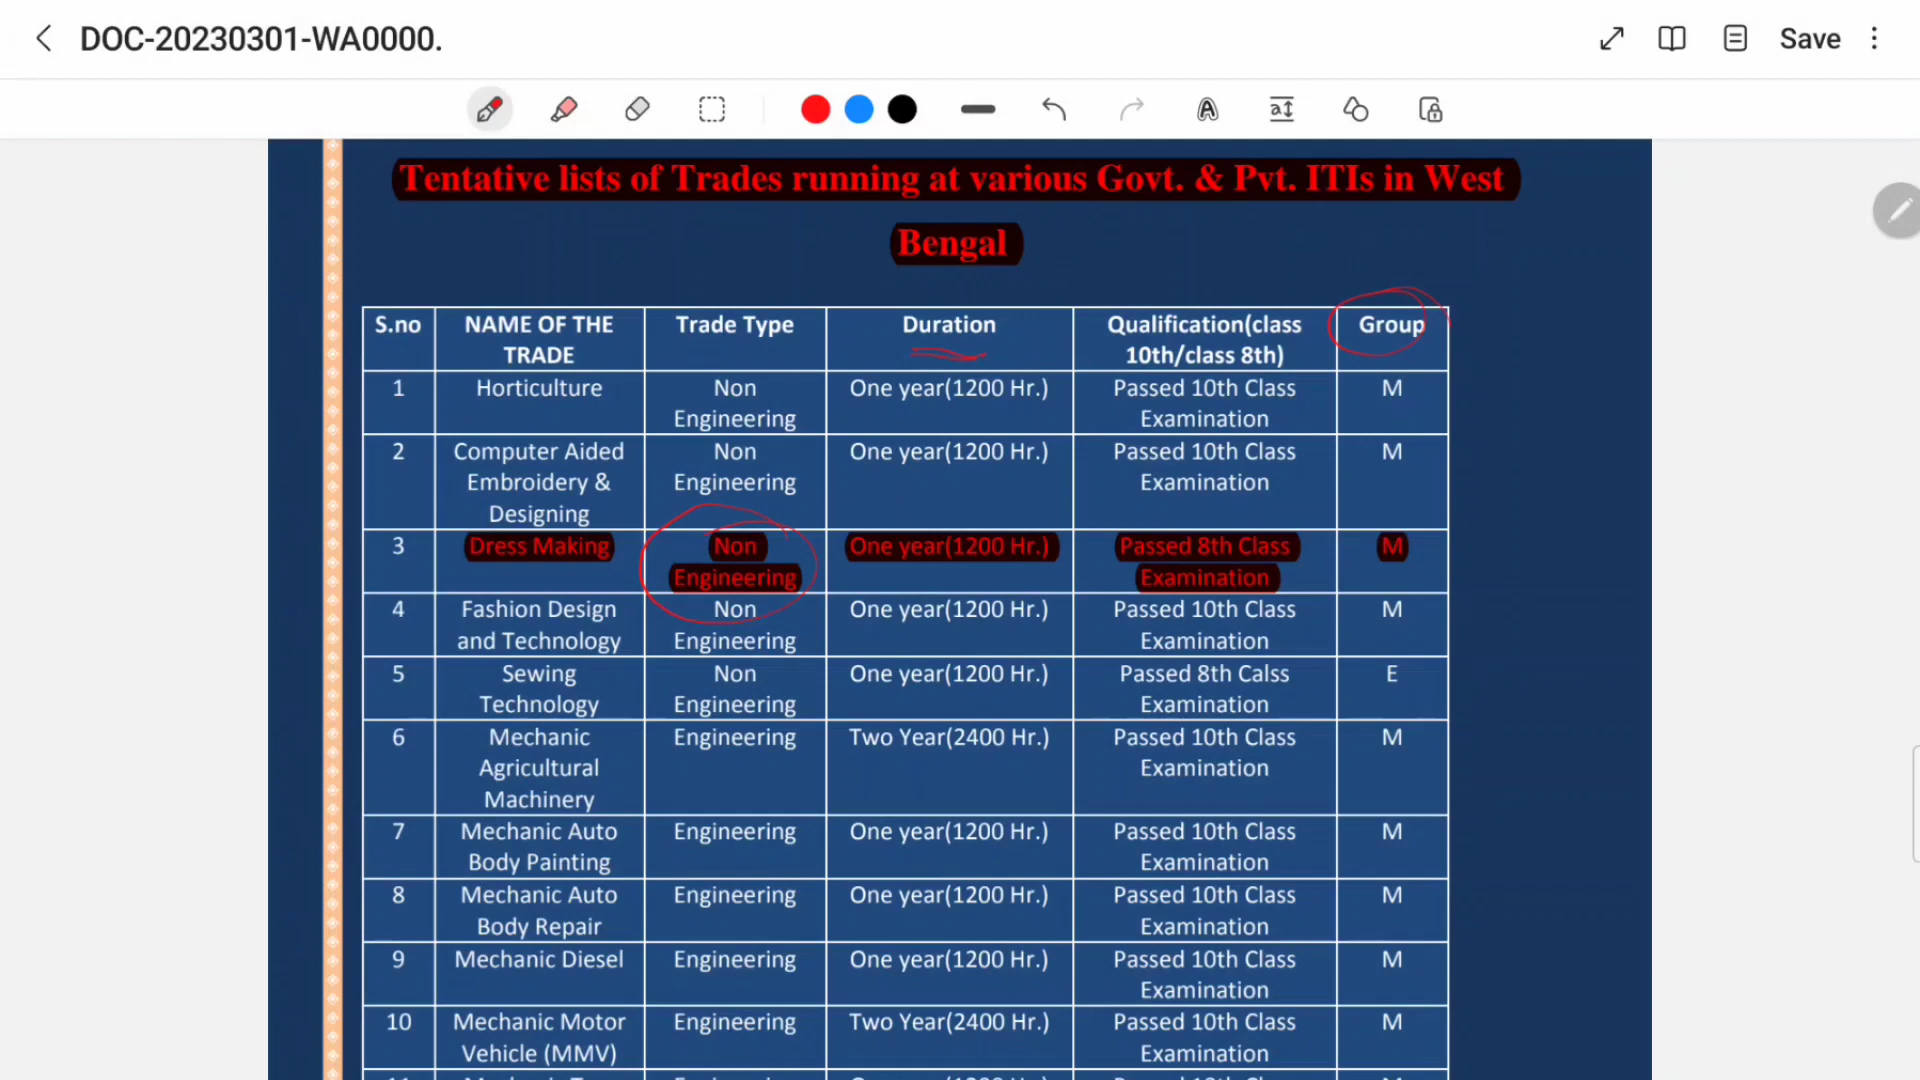 DOC-20230301-WA0000.
Save
Tentative lists of Trades running at various Govt. & Pvt. ITIs in West
Bengal
S.no NAME OF THE TRADE Trade Type Duration Qualification(class 10th/class 8th) Group
1 Horticulture Non Engineering One year(1200 Hr.) Passed 10th Class Examination M
2 Computer Aided Embroidery & Designing Non Engineering One year(1200 Hr.) Passed 10th Class Examination M
3 Dress Making Non Engineering One year(1200 Hr.) Passed 8th Class Examination M
4 Fashion Design and Technology Non Engineering One year(1200 Hr.) Passed 10th Class Examination M
5 Sewing Technology Non Engineering One year(1200 Hr.) Passed 8th Calss Examination E
6 Mechanic Agricultural Machinery Engineering Two Year(2400 Hr.) Passed 10th Class Examination M
7 Mechanic Auto Body Painting Engineering One year(1200 Hr.) Passed 10th Class Examination M
8 Mechanic Auto Body Repair Engineering One year(1200 Hr.) Passed 10th Class Examination M
9 Mechanic Diesel Engineering One year(1200 Hr.) Passed 10th Class Examination M
10 Mechanic Motor Vehicle (MMV) Engineering Two Year(2400 Hr.) Passed 10th Class Examination M